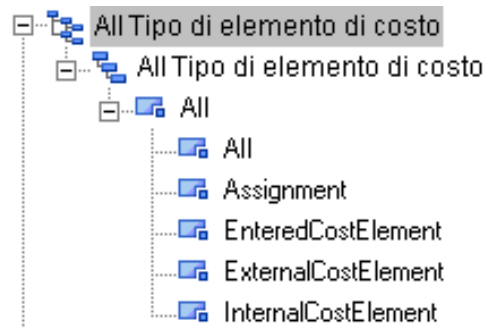 All Tipo di elemento di costo
All Tipo di elemento di costo
All
All
Assignment
EnteredCostElement
ExternalCostElement
InternalCostElement